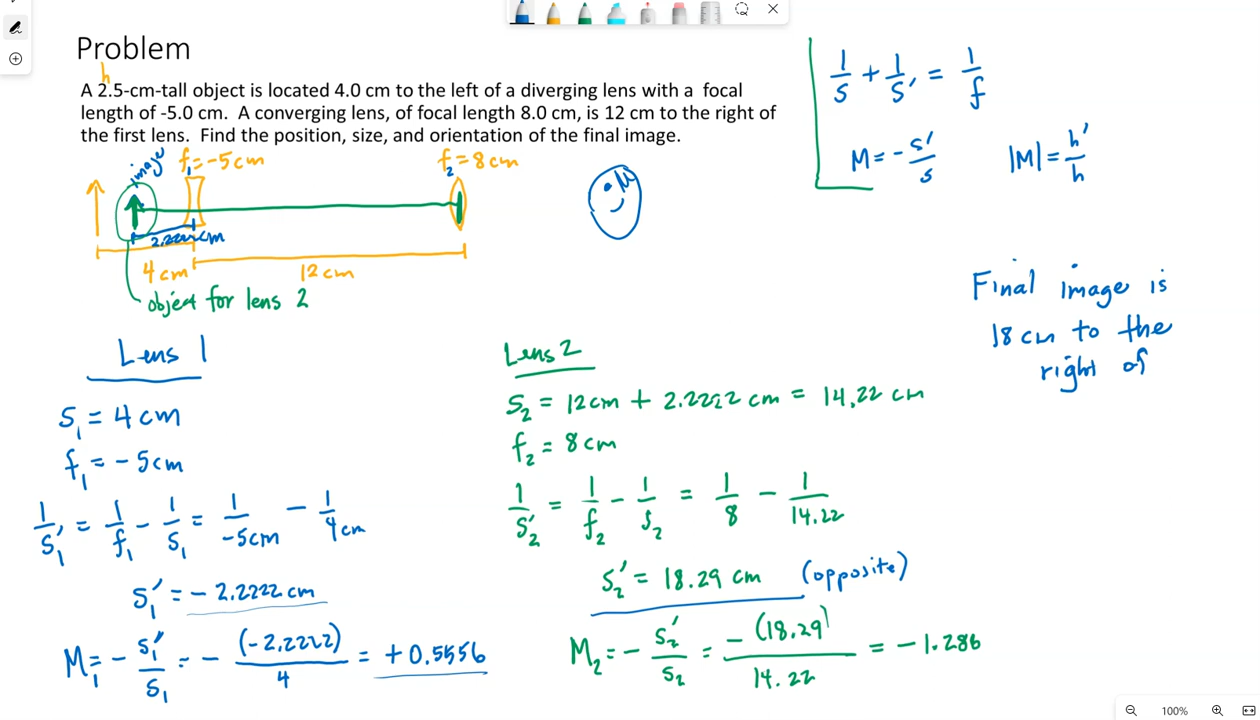 Problem
h
A 2.5-cm-tall object is located 4.0 cm to the left of a diverging lens with a focal
length of -5.0 cm. A converging lens, of focal length 8.0 cm, is 12 cm to the right of
the first lens. Find the position, size, and orientation of the final image.
1/s + 1/s' = 1/f
M = - s'/s |M| = h'/h
image f₁ = -5cm f₂ = 8cm
2.222cm
4cm 12cm
object for lens 2
Final image is
18 cm to the
right of
Lens 1
S₁ = 4cm
f₁ = -5cm
1/S₁' = 1/f₁ - 1/S₁ = 1/-5cm - 1/4cm
S₁' = -2.2222 cm
M₁ = - S₁'/S₁ = - (-2.2222)/4 = +0.5556
Lens 2
S₂ = 12cm + 2.2222 cm = 14.22 cm
f₂ = 8cm
1/S₂' = 1/f₂ - 1/S₂ = 1/8 - 1/14.22
S₂' = 18.29 cm (opposite)
M₂ = - S₂'/S₂ = -(18.29)/14.22 = -1.286
100%